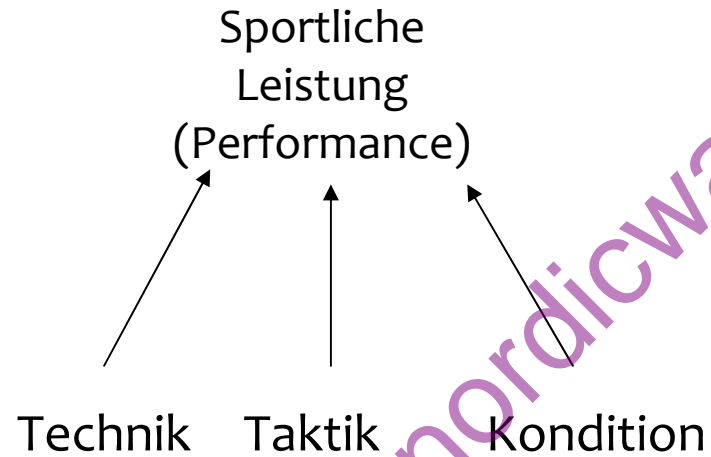 Sportliche
Leistung
(Performance)
Technik Taktik Kondition